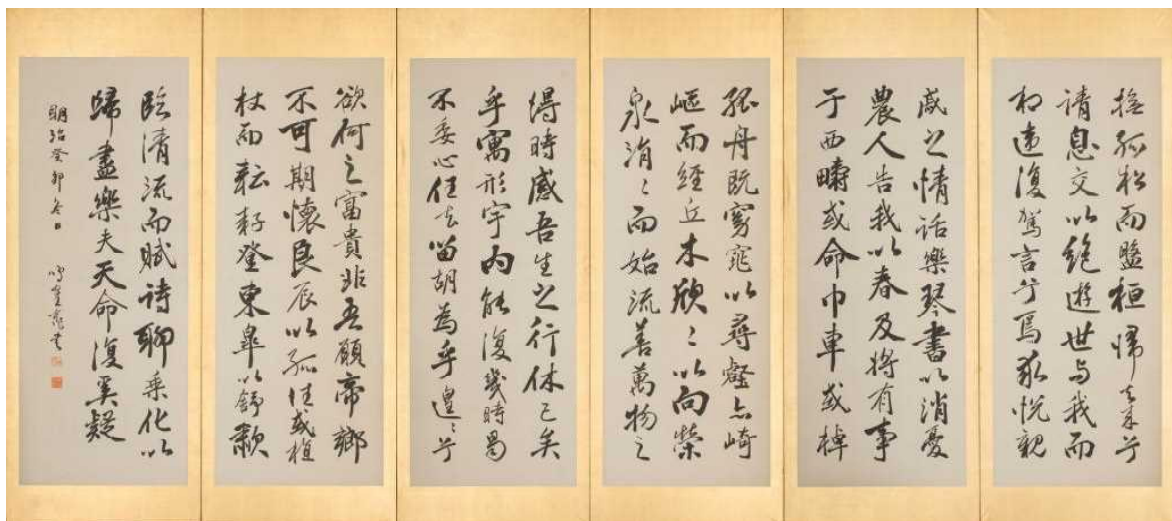 撫孤松而盤桓歸去来兮
請息交以絶遊世与我而
相違復駕言兮焉求悦親
戚之情話樂琴書以消憂
農人告我以春及将有事
于西疇或命巾車或棹
孤舟既窈窕以尋壑亦崎
嶇而經丘木欣〻以向榮
泉涓〻而始流善萬物之
得時感吾生之行休已矣
乎寓形宇内能復幾時曷
不委心任去留胡為乎遑〻兮
欲何之富貴非吾願帝鄉
不可期懷良辰以孤往或植
杖而耘耔登東皐以舒歗
臨清流而賦詩聊乗化以
歸盡樂夫天命復奚疑
明治癸卯冬日